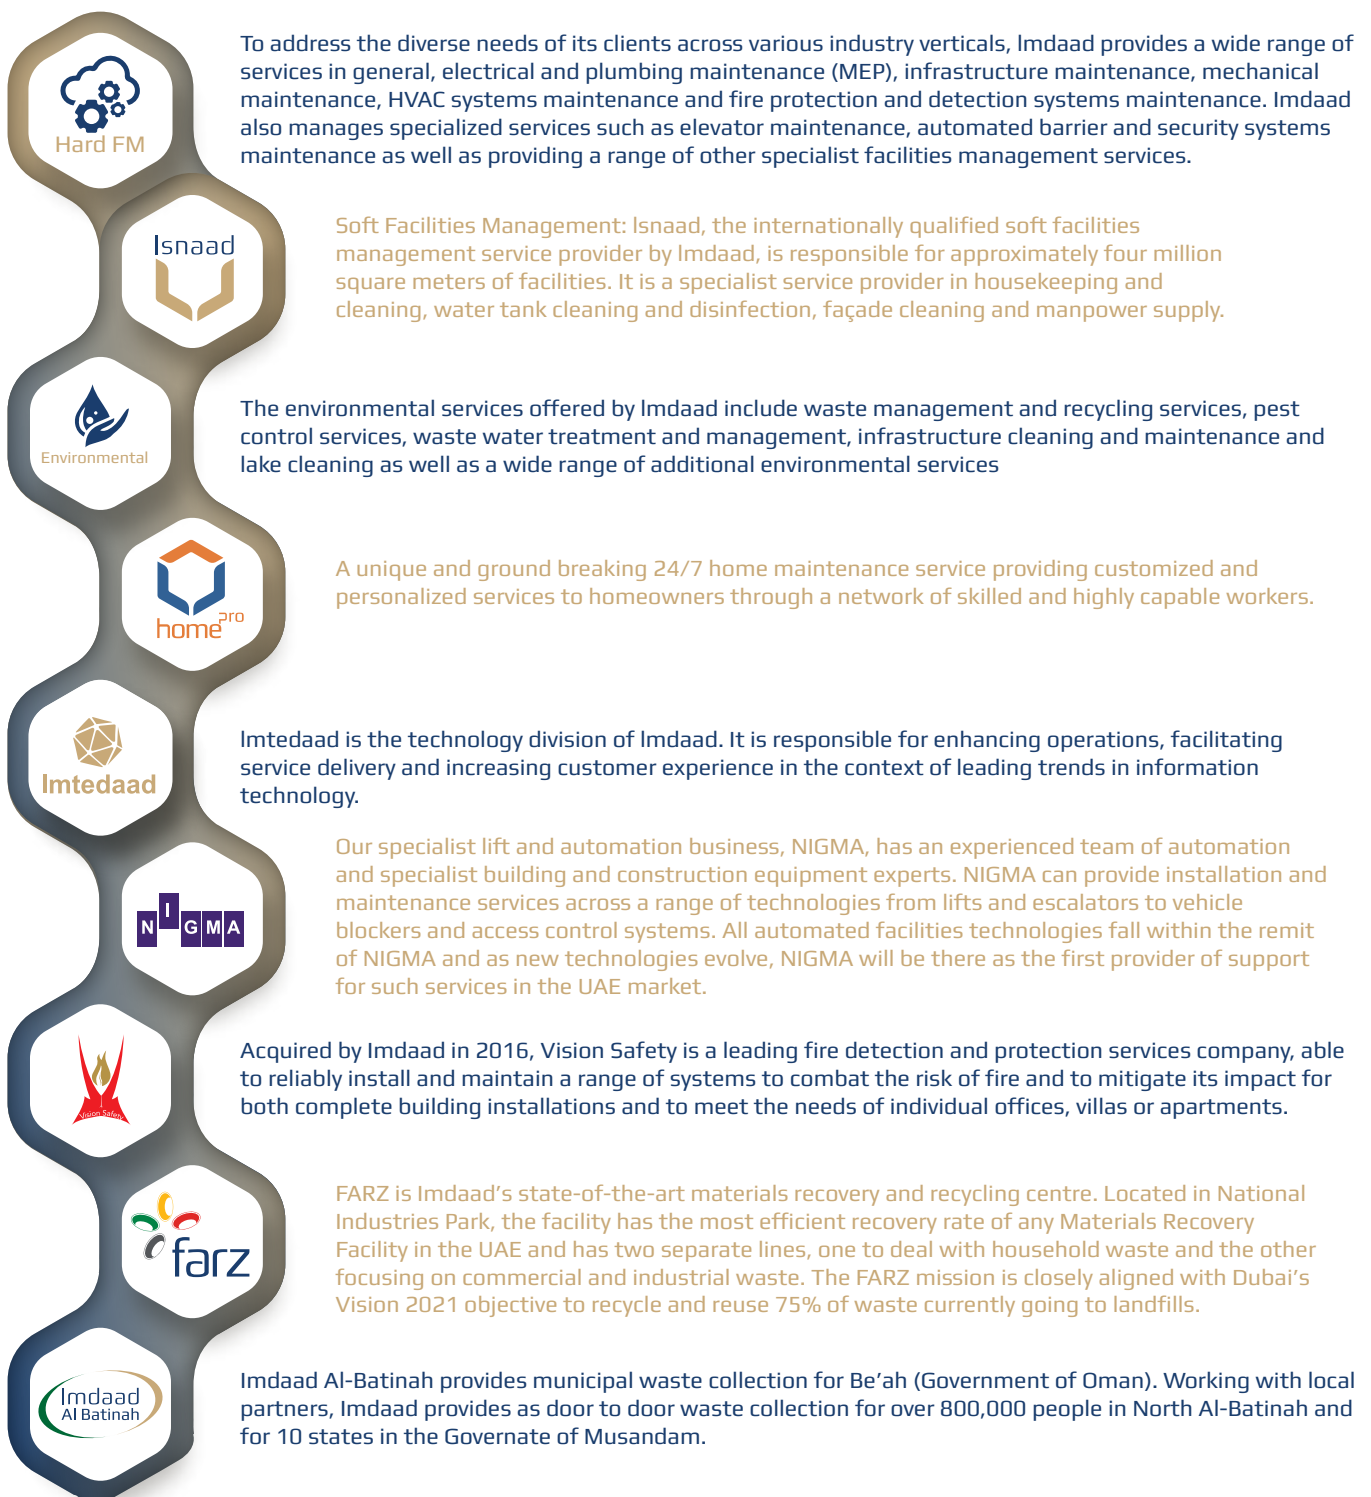 Hard FM
To address the diverse needs of its clients across various industry verticals, Imdaad provides a wide range of
services in general, electrical and plumbing maintenance (MEP), infrastructure maintenance, mechanical
maintenance, HVAC systems maintenance and fire protection and detection systems maintenance. Imdaad
also manages specialized services such as elevator maintenance, automated barrier and security systems
maintenance as well as providing a range of other specialist facilities management services.
Isnaad
Soft Facilities Management: Isnaad, the internationally qualified soft facilities
management service provider by Imdaad, is responsible for approximately four million
square meters of facilities. It is a specialist service provider in housekeeping and
cleaning, water tank cleaning and disinfection, façade cleaning and manpower supply.
Environmental
The environmental services offered by Imdaad include waste management and recycling services, pest
control services, waste water treatment and management, infrastructure cleaning and maintenance and
lake cleaning as well as a wide range of additional environmental services
home pro
A unique and ground breaking 24/7 home maintenance service providing customized and
personalized services to homeowners through a network of skilled and highly capable workers.
Imtedaad
Imtedaad is the technology division of Imdaad. It is responsible for enhancing operations, facilitating
service delivery and increasing customer experience in the context of leading trends in information
technology.
NIGMA
Our specialist lift and automation business, NIGMA, has an experienced team of automation
and specialist building and construction equipment experts. NIGMA can provide installation and
maintenance services across a range of technologies from lifts and escalators to vehicle
blockers and access control systems. All automated facilities technologies fall within the remit
of NIGMA and as new technologies evolve, NIGMA will be there as the first provider of support
for such services in the UAE market.
Vision Safety
Acquired by Imdaad in 2016, Vision Safety is a leading fire detection and protection services company, able
to reliably install and maintain a range of systems to combat the risk of fire and to mitigate its impact for
both complete building installations and to meet the needs of individual offices, villas or apartments.
farz
FARZ is Imdaad's state-of-the-art materials recovery and recycling centre. Located in National
Industries Park, the facility has the most efficient recovery rate of any Materials Recovery
Facility in the UAE and has two separate lines, one to deal with household waste and the other
focusing on commercial and industrial waste. The FARZ mission is closely aligned with Dubai's
Vision 2021 objective to recycle and reuse 75% of waste currently going to landfills.
Imdaad
Al Batinah
Imdaad Al-Batinah provides municipal waste collection for Be'ah (Government of Oman). Working with local
partners, Imdaad provides as door to door waste collection for over 800,000 people in North Al-Batinah and
for 10 states in the Governate of Musandam.